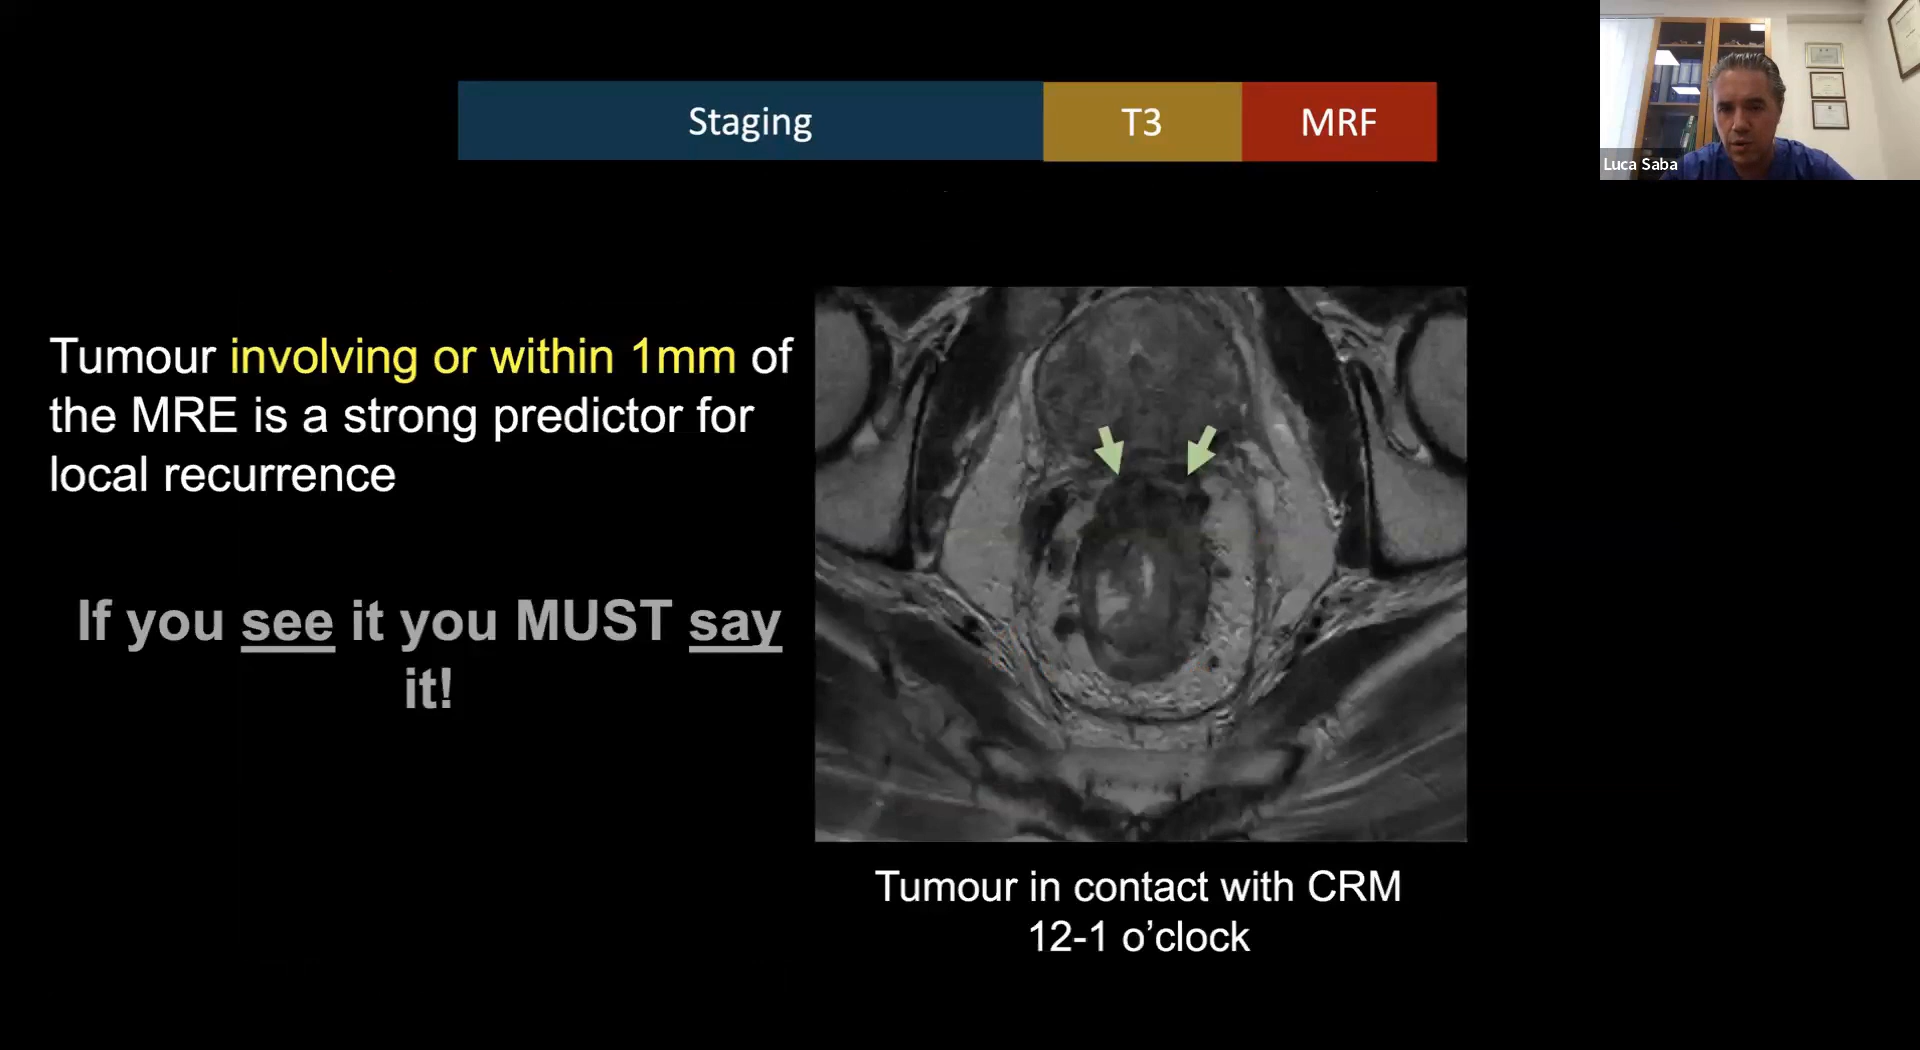 Staging T3 MRF
Luca Saba
Tumour involving or within 1mm of
the MRE is a strong predictor for
local recurrence
If you see it you MUST say
it!
Tumour in contact with CRM
12-1 o’clock